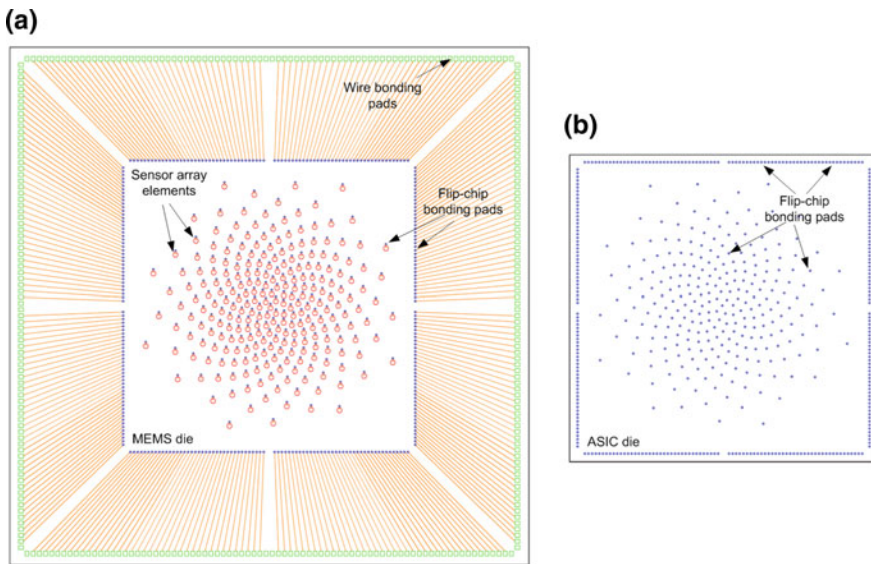 (a)
Wire bonding
pads
Sensor array
elements
Flip-chip
bonding pads
MEMS die
(b)
Flip-chip
bonding pads
ASIC die